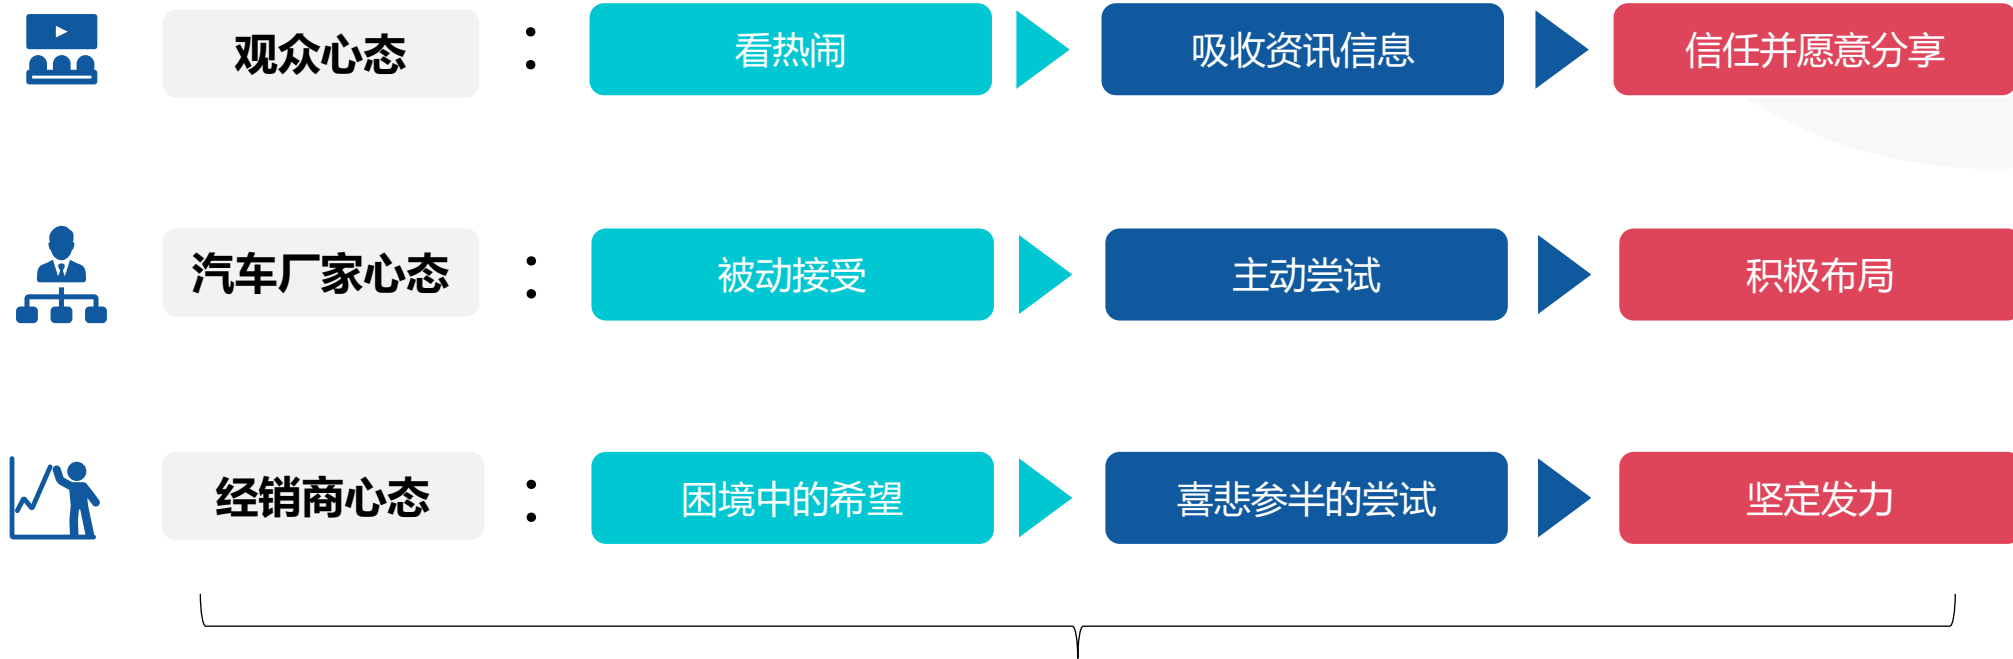 观众心态 : 看热闹 吸收资讯信息 信任并愿意分享
汽车厂家心态 : 被动接受 主动尝试 积极布局
经销商心态 : 困境中的希望 喜悲参半的尝试 坚定发力